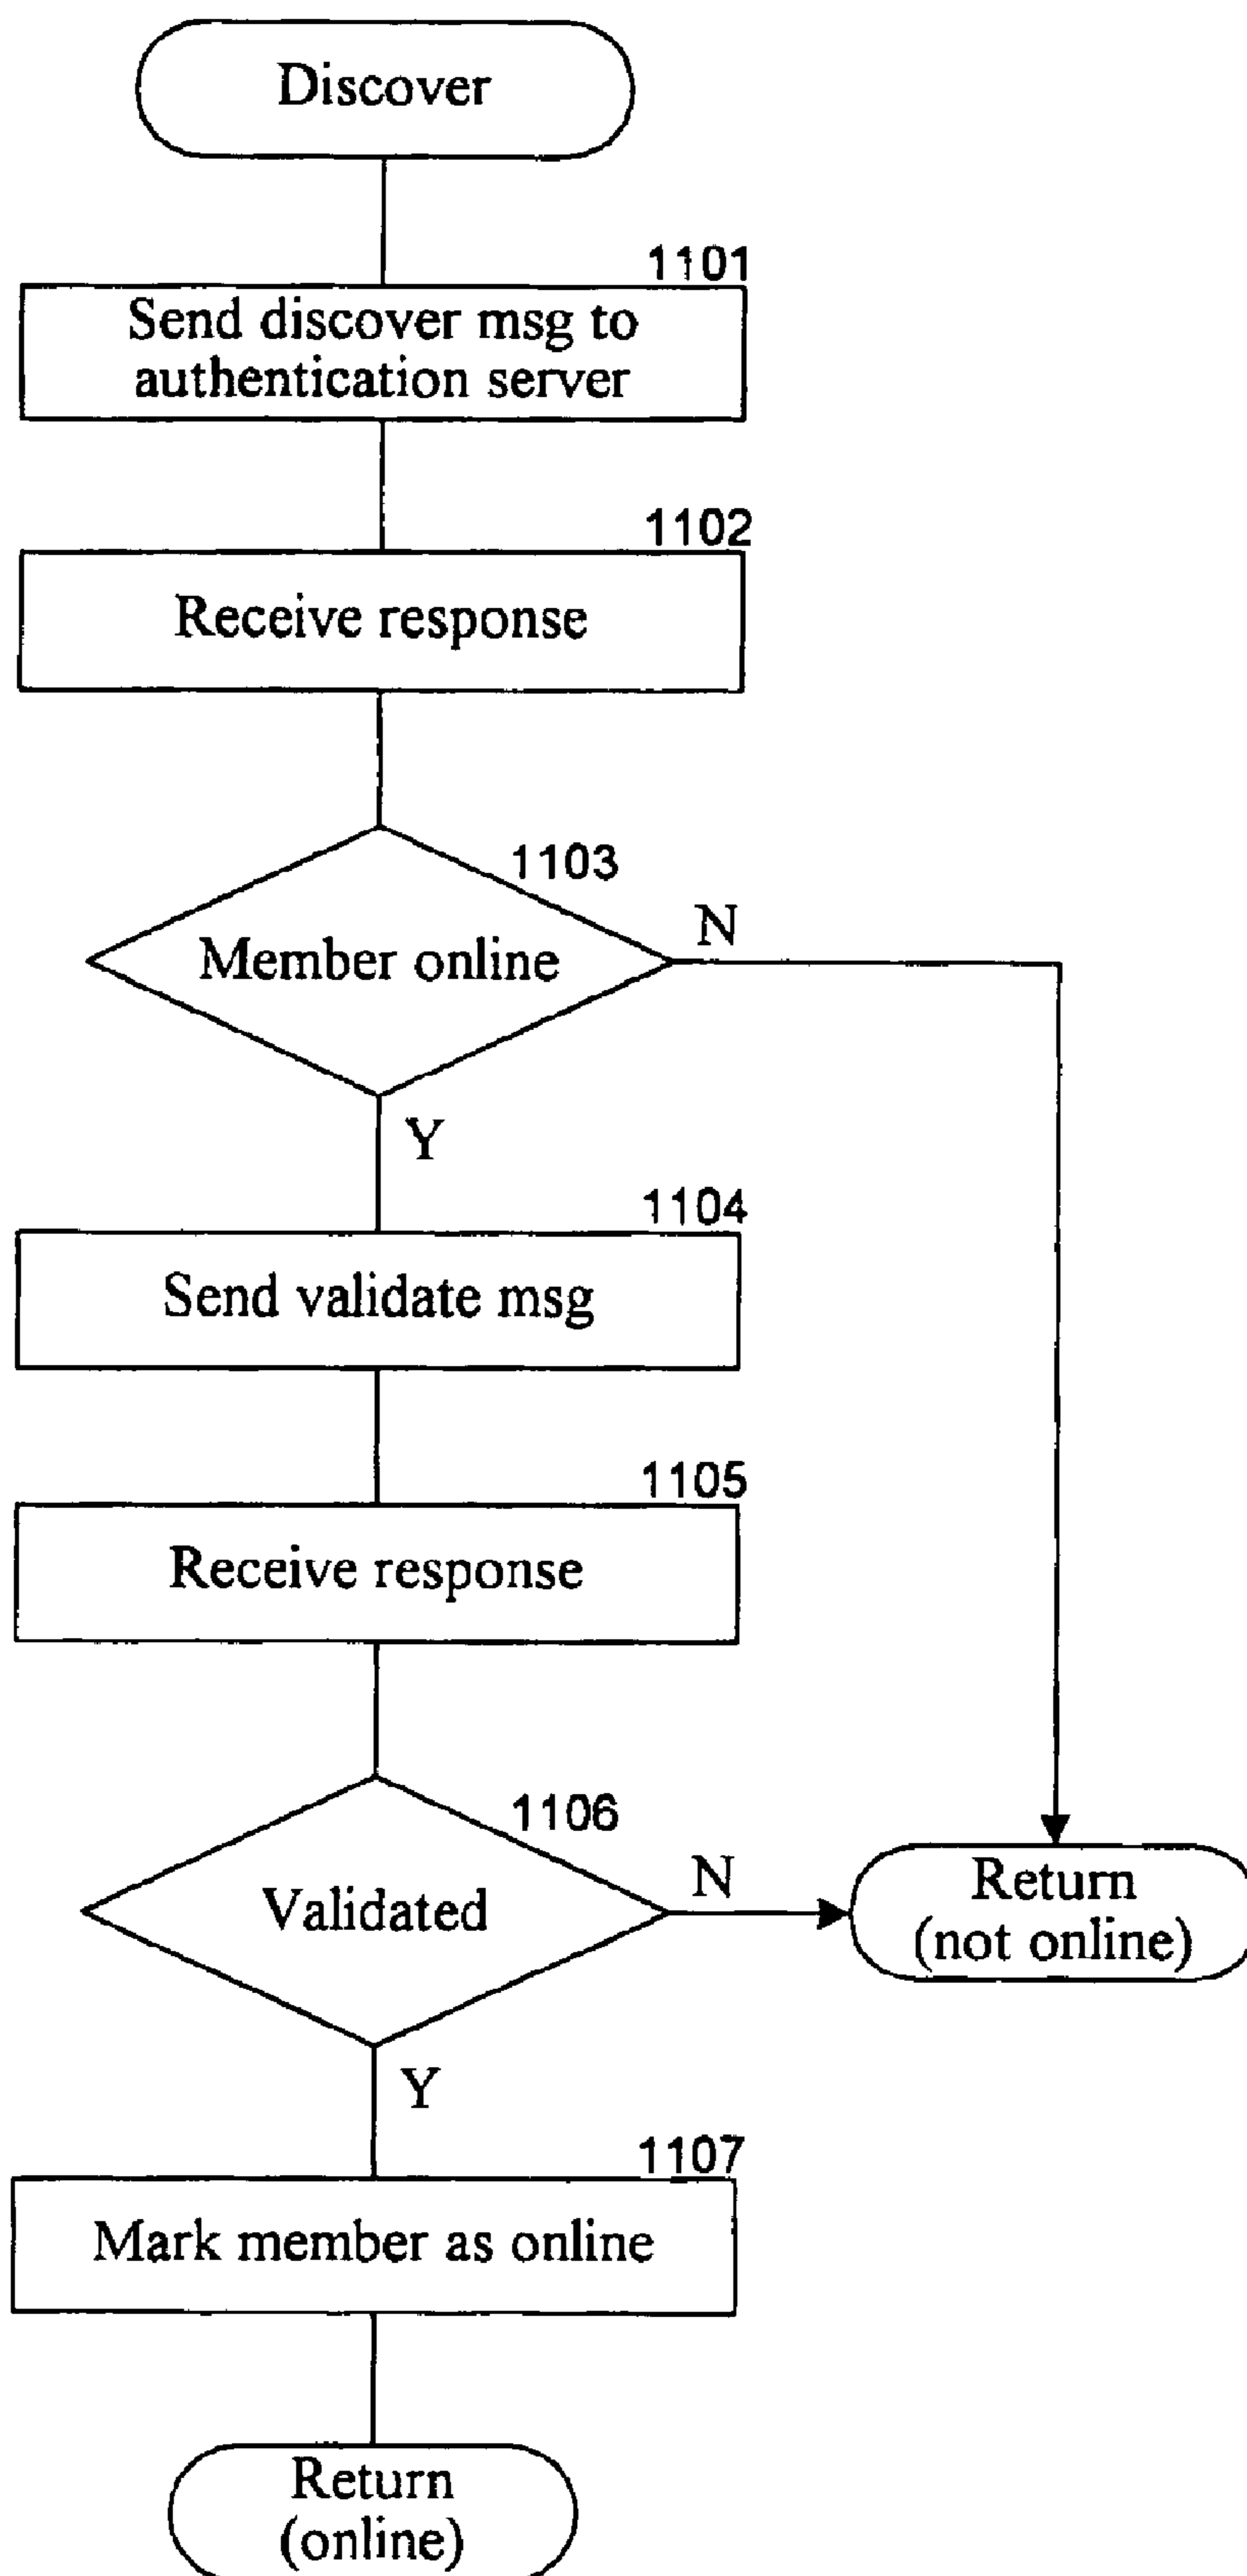 Discover
1101
Send discover msg to
authentication server
1102
Receive response
1103
Member online
N
Y
1104
Send validate msg
1105
Receive response
1106
Validated
N
Return
(not online)
Y
1107
Mark member as online
Return
(online)